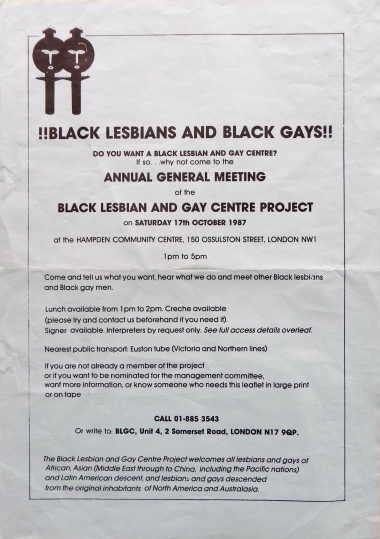 !!BLACK LESBIANS AND BLACK GAYS!!
DO YOU WANT A BLACK LESBIAN AND GAY CENTRE?
If so. . .why not come to the
ANNUAL GENERAL MEETING
of the
BLACK LESBIAN AND GAY CENTRE PROJECT
on SATURDAY 17th OCTOBER 1987
at the HAMPDEN COMMUNITY CENTRE, 150 OSSULSTON STREET, LONDON NW1
1pm to 5pm
Come and tell us what you want, hear what we do and meet other Black lesbians
and Black gay men.
Lunch available from 1pm to 2pm. Creche available
(please try and contact us beforehand if you need it).
Signer available. Interpreters by request only. See full access details overleaf.
Nearest public transport: Euston tube (Victoria and Northern lines)
If you are not already a member of the project
or if you want to be nominated for the management committee,
want more information, or know someone who needs this leaflet in large print
or on tape
CALL 01-885 3543
Or write to: BLGC, Unit 4, 2 Somerset Road, LONDON N17 9QP.
The Black Lesbian and Gay Centre Project welcomes all lesbians and gays of
African, Asian (Middle East through to China, including the Pacific nations)
and Latin American descent, and lesbians and gays descended
from the original inhabitants of North America and Australasia.